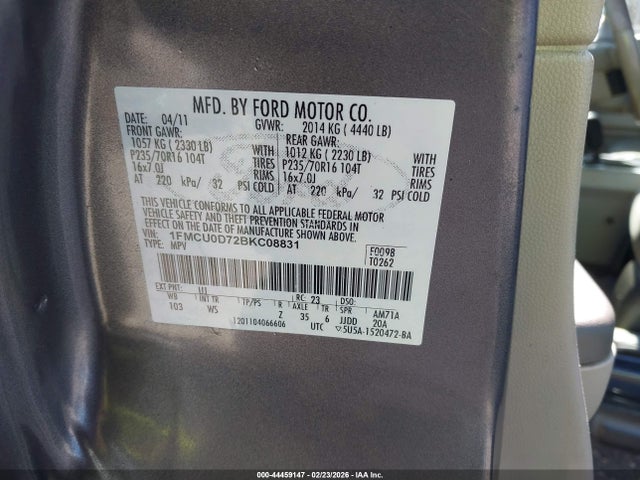 MFD. BY FORD MOTOR CO.
DATE: 04/11 GVWR: 2014 KG ( 4440 LB)
FRONT GAWR: REAR GAWR:
1057 KG ( 2330 LB) 1012 KG ( 2230 LB) WITH
P235/70R16 104T TIRES P235/70R16 104T TIRES
16x7.0J RIMS 16x7.0J RIMS
AT 220 kPa/ 32 PSI COLD AT 220 kPa/ 32 PSI COLD
THIS VEHICLE CONFORMS TO ALL APPLICABLE FEDERAL MOTOR
VEHICLE SAFETY AND THEFT PREVENTION STANDARDS IN
EFFECT ON THE DATE OF MANUFACTURE SHOWN ABOVE.
VIN: 1FMCU0D72BKC08831 F0098
TYPE: MPV T0262
EXT PNT: UJ RC: 23 DSO:
WB INT TR TP/PS R AXLE TR SPR AM71A
103 WS Z 35 6 JJDD 20A
1201104066606 UTC ▽5U5A-1520472-BA
000-44459147 - 02/23/2026 - IAAI.COM